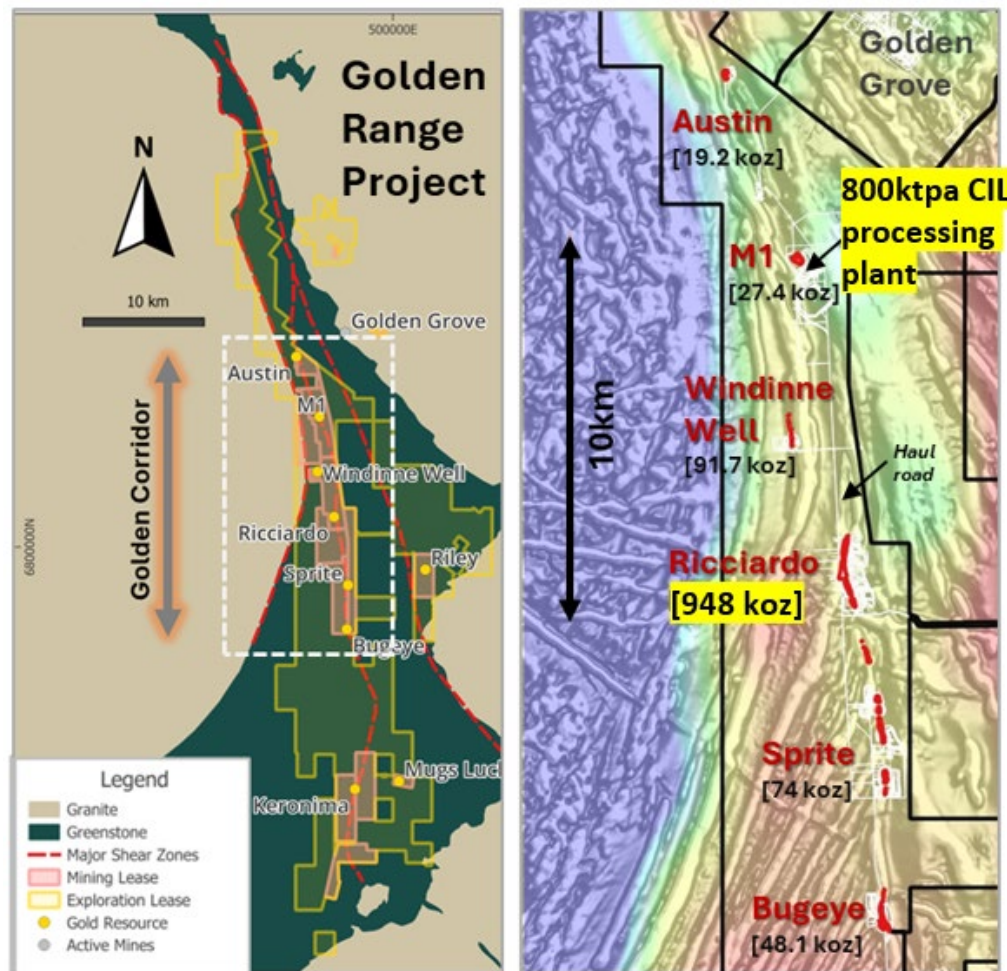 500000E
Golden
Range
Project
N
10 km
Golden Grove
Austin
M1
Windinne Well
Golden Corridor
6800000N
Ricciardo
Sprite
Riley
Bugeye
Mugs Luc
Keronima
Legend
Granite
Greenstone
Major Shear Zones
Mining Lease
Exploration Lease
Gold Resource
Active Mines
Golden
Grove
Austin
[19.2 koz]
800ktpa CIL
processing
plant
M1
[27.4 koz]
10km
Windinne
Well
[91.7 koz]
Haul
road
Ricciardo
[948 koz]
Sprite
[74 koz]
Bugeye
[48.1 koz]